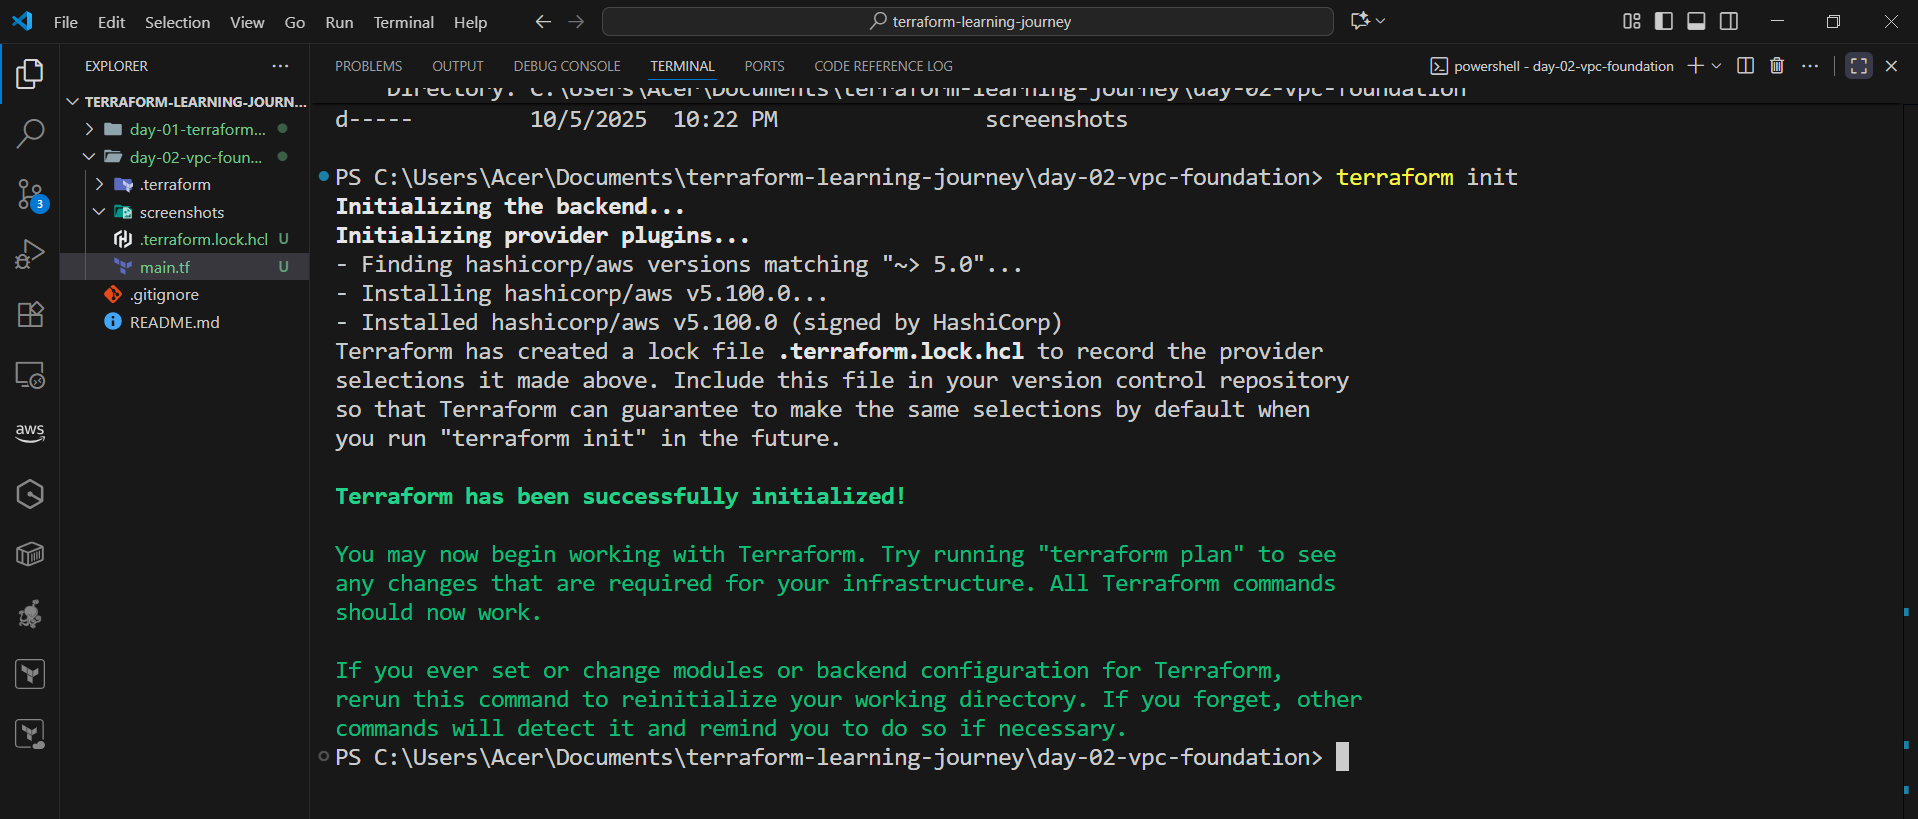 File Edit Selection View Go Run Terminal Help
terraform-learning-journey
EXPLORER
TERRAFORM-LEARNING-JOURN...
day-01-terraform...
day-02-vpc-foun...
.terraform
screenshots
.terraform.lock.hcl U
main.tf U
.gitignore
README.md
3
aws
PROBLEMS OUTPUT DEBUG CONSOLE TERMINAL PORTS CODE REFERENCE LOG
powershell - day-02-vpc-foundation
Directory: C:\Users\Acer\Documents\terraform-learning-journey\day-02-vpc-foundation
d----- 10/5/2025 10:22 PM screenshots
PS C:\Users\Acer\Documents\terraform-learning-journey\day-02-vpc-foundation> terraform init
Initializing the backend...
Initializing provider plugins...
- Finding hashicorp/aws versions matching "~> 5.0"...
- Installing hashicorp/aws v5.100.0...
- Installed hashicorp/aws v5.100.0 (signed by HashiCorp)
Terraform has created a lock file .terraform.lock.hcl to record the provider
selections it made above. Include this file in your version control repository
so that Terraform can guarantee to make the same selections by default when
you run "terraform init" in the future.
Terraform has been successfully initialized!
You may now begin working with Terraform. Try running "terraform plan" to see
any changes that are required for your infrastructure. All Terraform commands
should now work.
If you ever set or change modules or backend configuration for Terraform,
rerun this command to reinitialize your working directory. If you forget, other
commands will detect it and remind you to do so if necessary.
PS C:\Users\Acer\Documents\terraform-learning-journey\day-02-vpc-foundation>